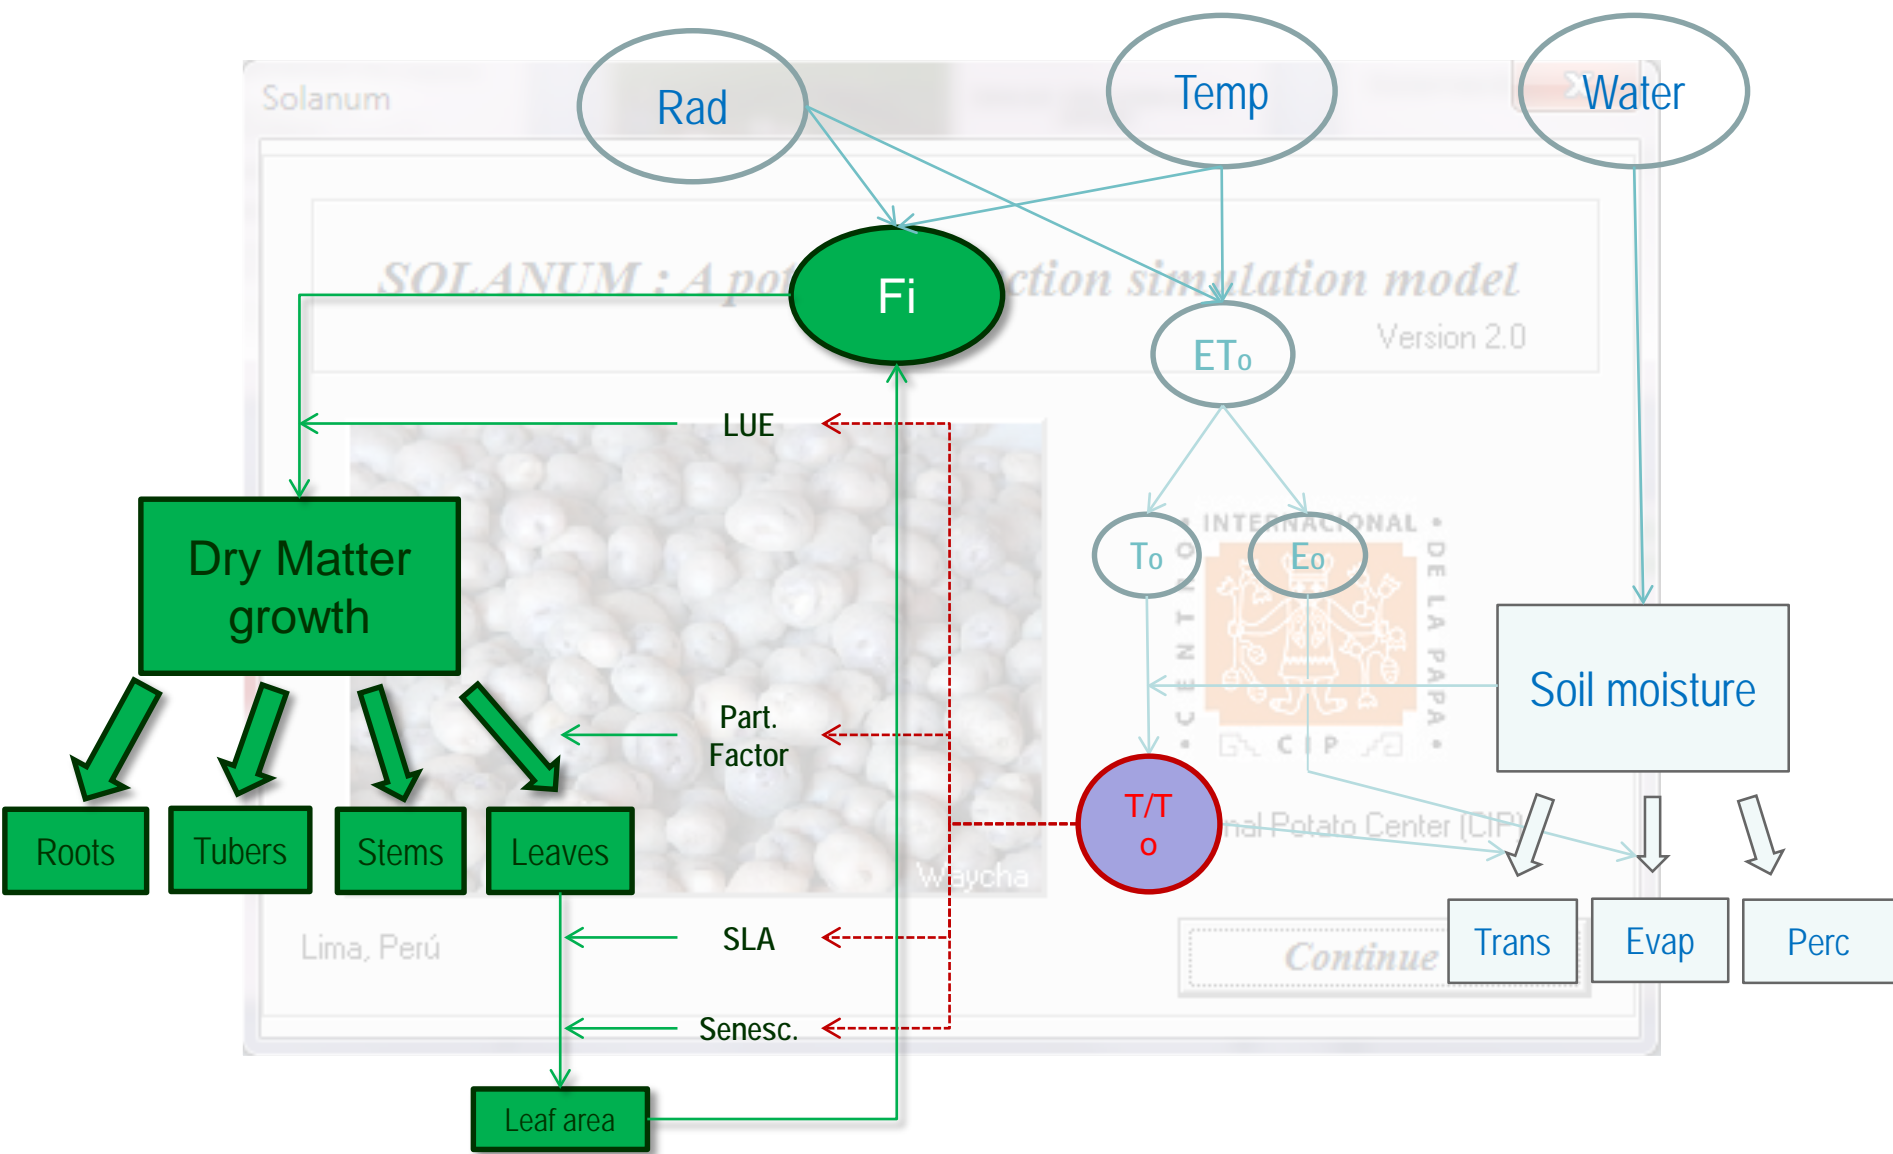 Solanum
Rad
Temp
Water
SOLANUM : A pot
ction simulation model
Version 2.0
Fi
ETo
LUE
INTERNACIONAL
CENTRO
DE LA PAPA
CIP
To
Eo
Dry Matter
growth
Soil moisture
Part.
Factor
T/T
o
nal Potato Center (CIP)
Roots
Tubers
Stems
Leaves
Waycha
Lima, Perú
SLA
Continue
Trans
Evap
Perc
Senesc.
Leaf area